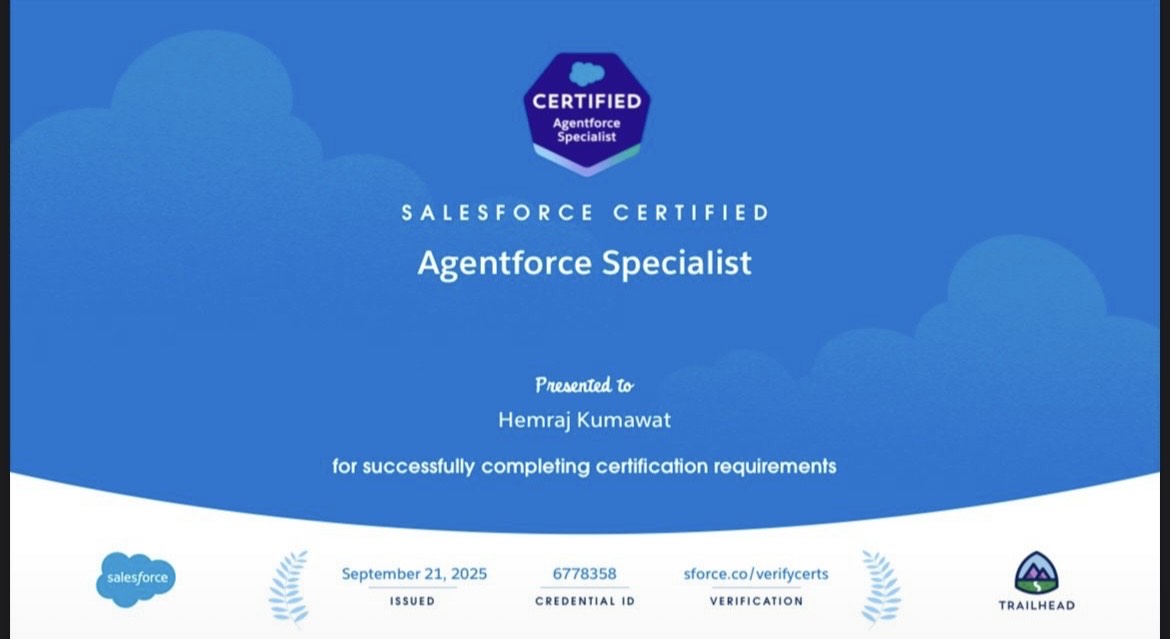 CERTIFIED
Agentforce
Specialist
SALESFORCE CERTIFIED
Agentforce Specialist
Presented to
Hemraj Kumawat
for successfully completing certification requirements
salesforce
September 21, 2025
ISSUED
6778358
CREDENTIAL ID
sforce.co/verifycerts
VERIFICATION
TRAILHEAD